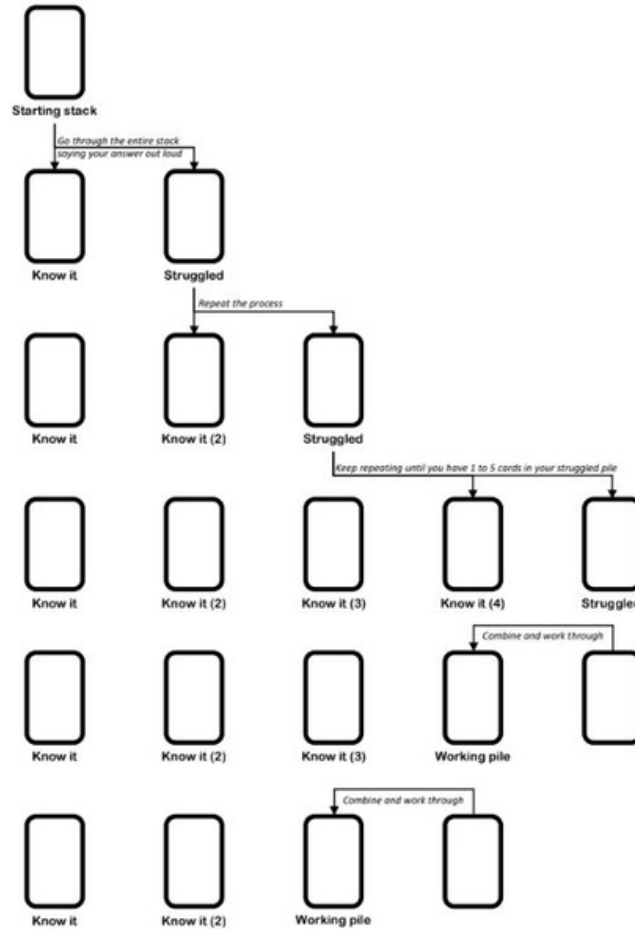 Starting stack
Go through the entire stack
saying your answer out loud
Know it Struggled
Repeat the process
Know it Know it (2) Struggled
Keep repeating until you have 1 to 5 cards in your struggled pile
Know it Know it (2) Know it (3) Know it (4) Struggled
Combine and work through
Know it Know it (2) Know it (3) Working pile
Combine and work through
Know it Know it (2) Working pile